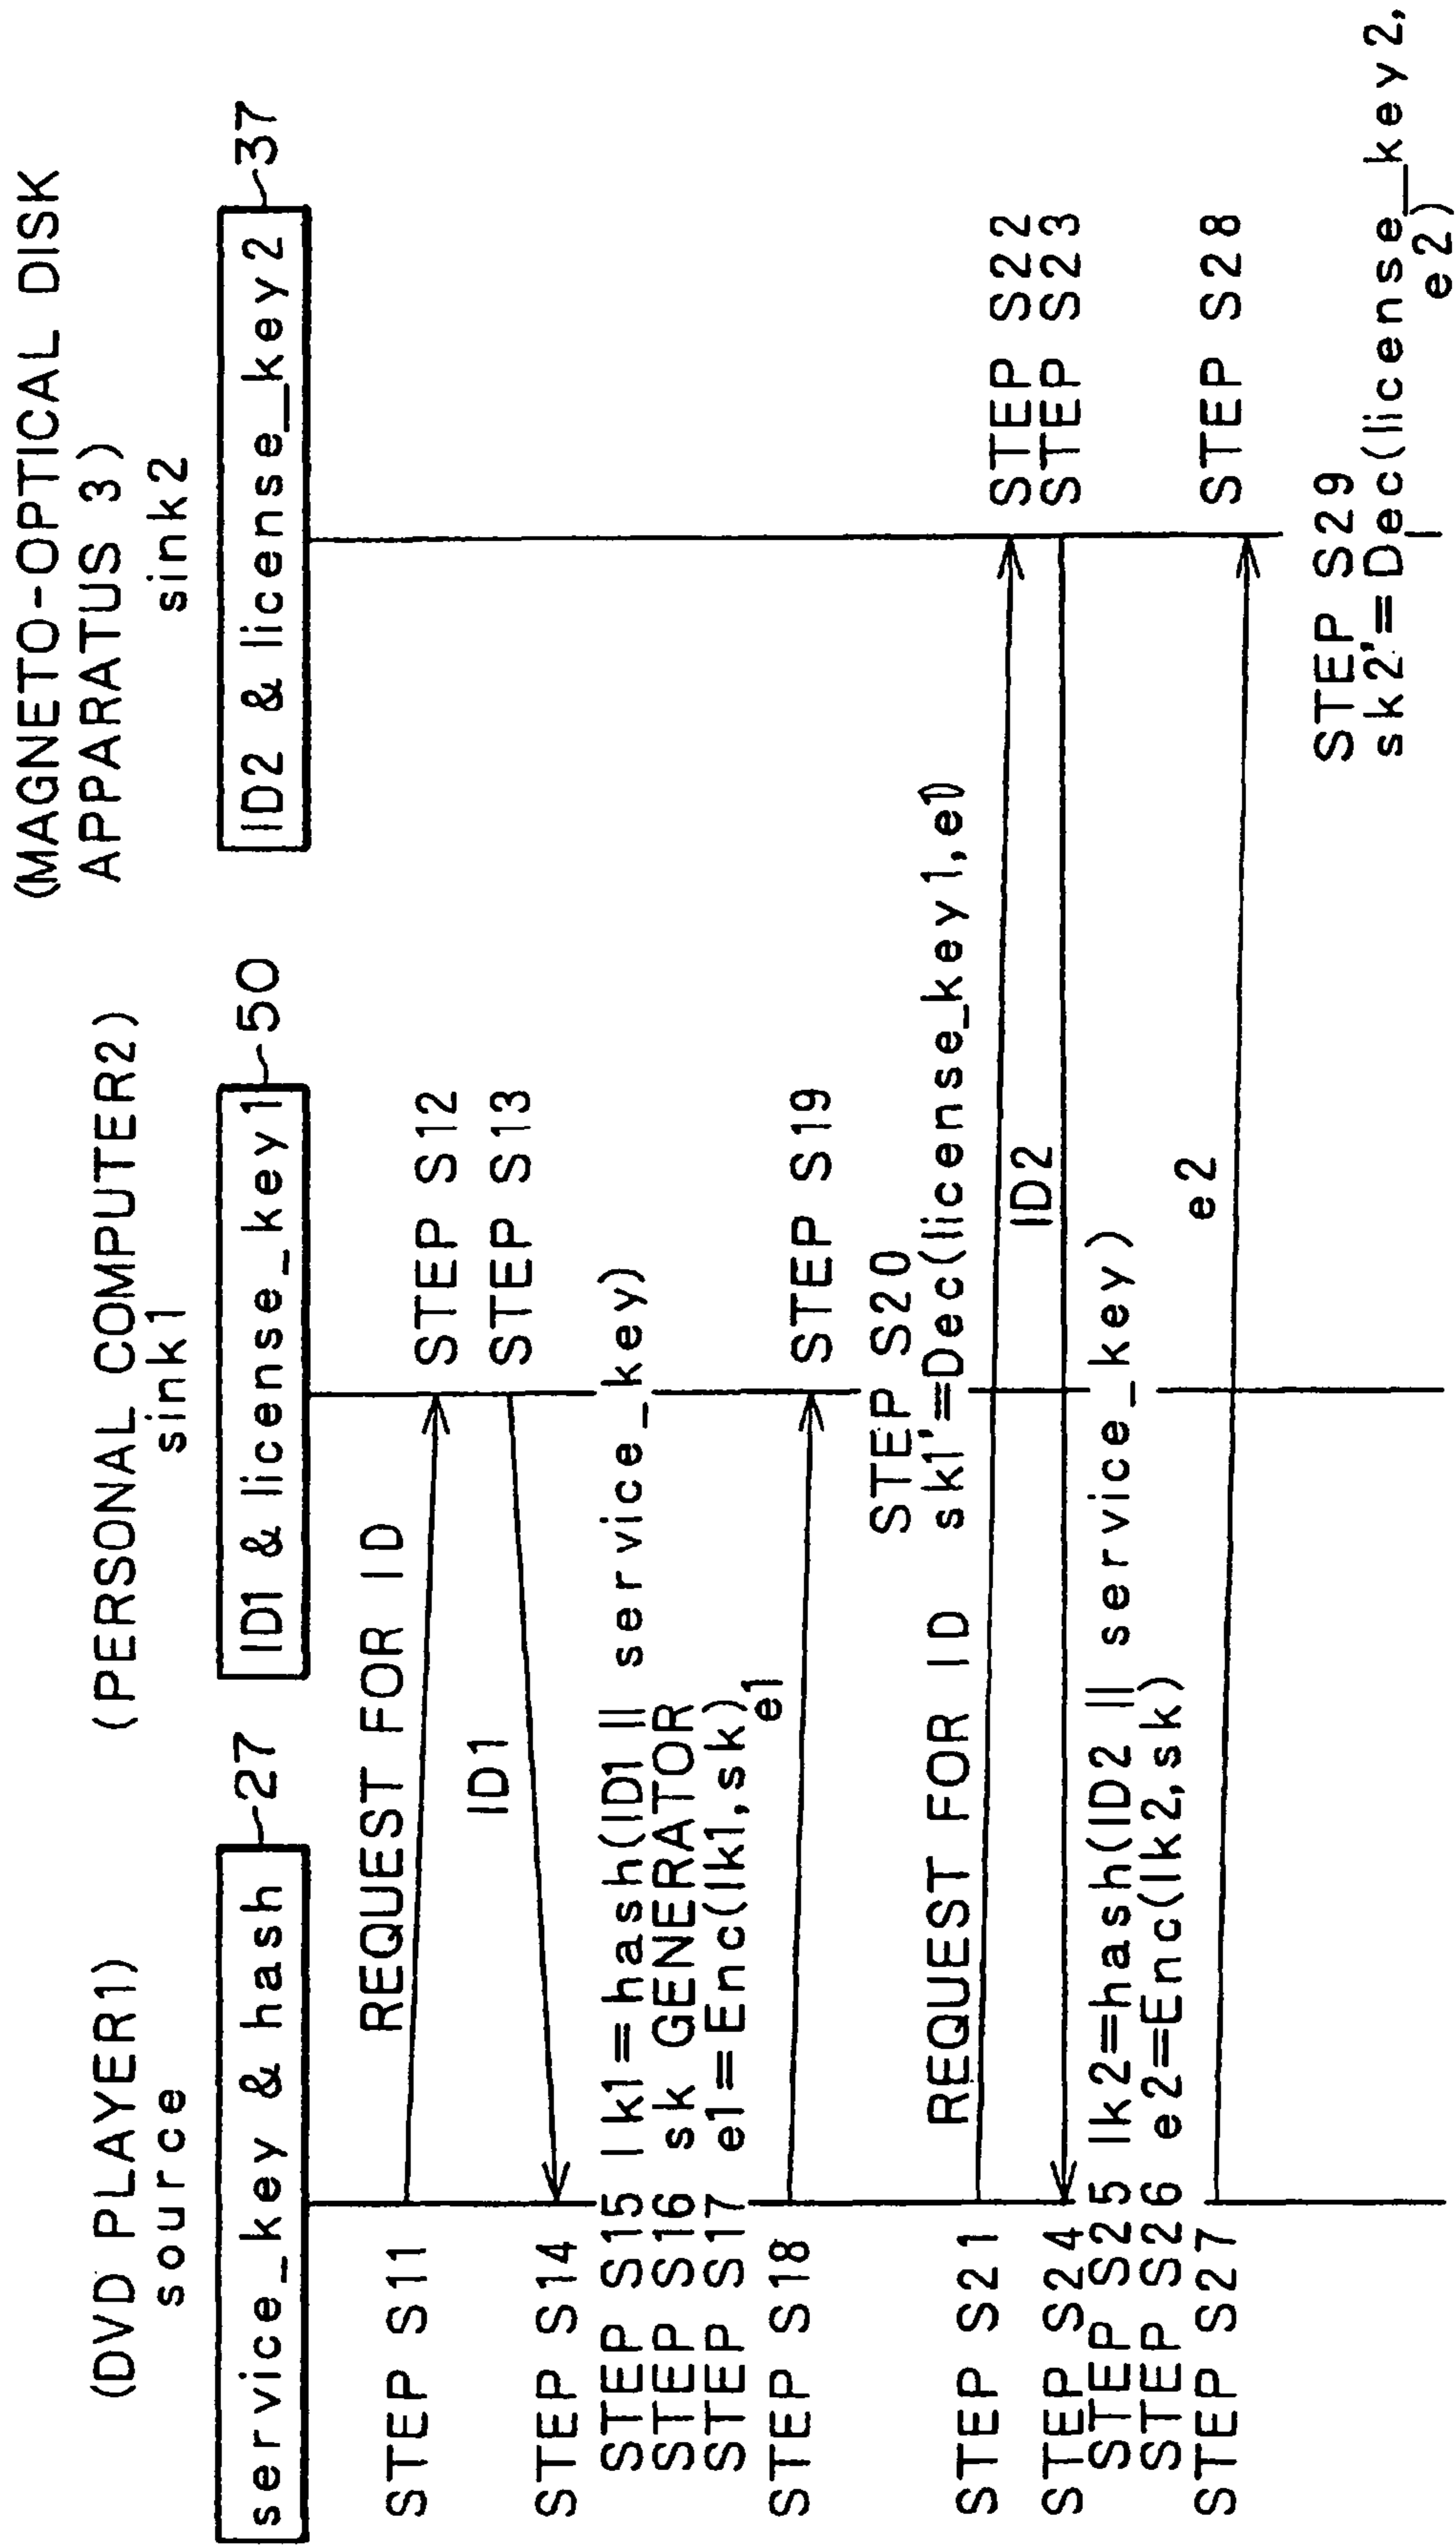 (DVD PLAYER1)
source
(PERSONAL COMPUTER2)
sink1
(MAGNETO-OPTICAL DISK
APPARATUS 3)
sink2
service_key & hash 27
ID1 & license_key1 50
ID2 & license_key2 37
STEP S11
REQUEST FOR ID
STEP S12
STEP S13
ID1
STEP S14
STEP S15 lk1=hash(ID1 || service_key)
STEP S16 sk GENERATOR
STEP S17 e1=Enc(lk1,sk)
STEP S18
e1
STEP S19
STEP S20
sk1'=Dec(license_key1,e1)
STEP S21
REQUEST FOR ID
STEP S22
STEP S23
ID2
STEP S24
STEP S25 lk2=hash(ID2 || service_key)
STEP S26 e2=Enc(lk2,sk)
STEP S27
e2
STEP S28
STEP S29
sk2'=Dec(license_key2,
e2)